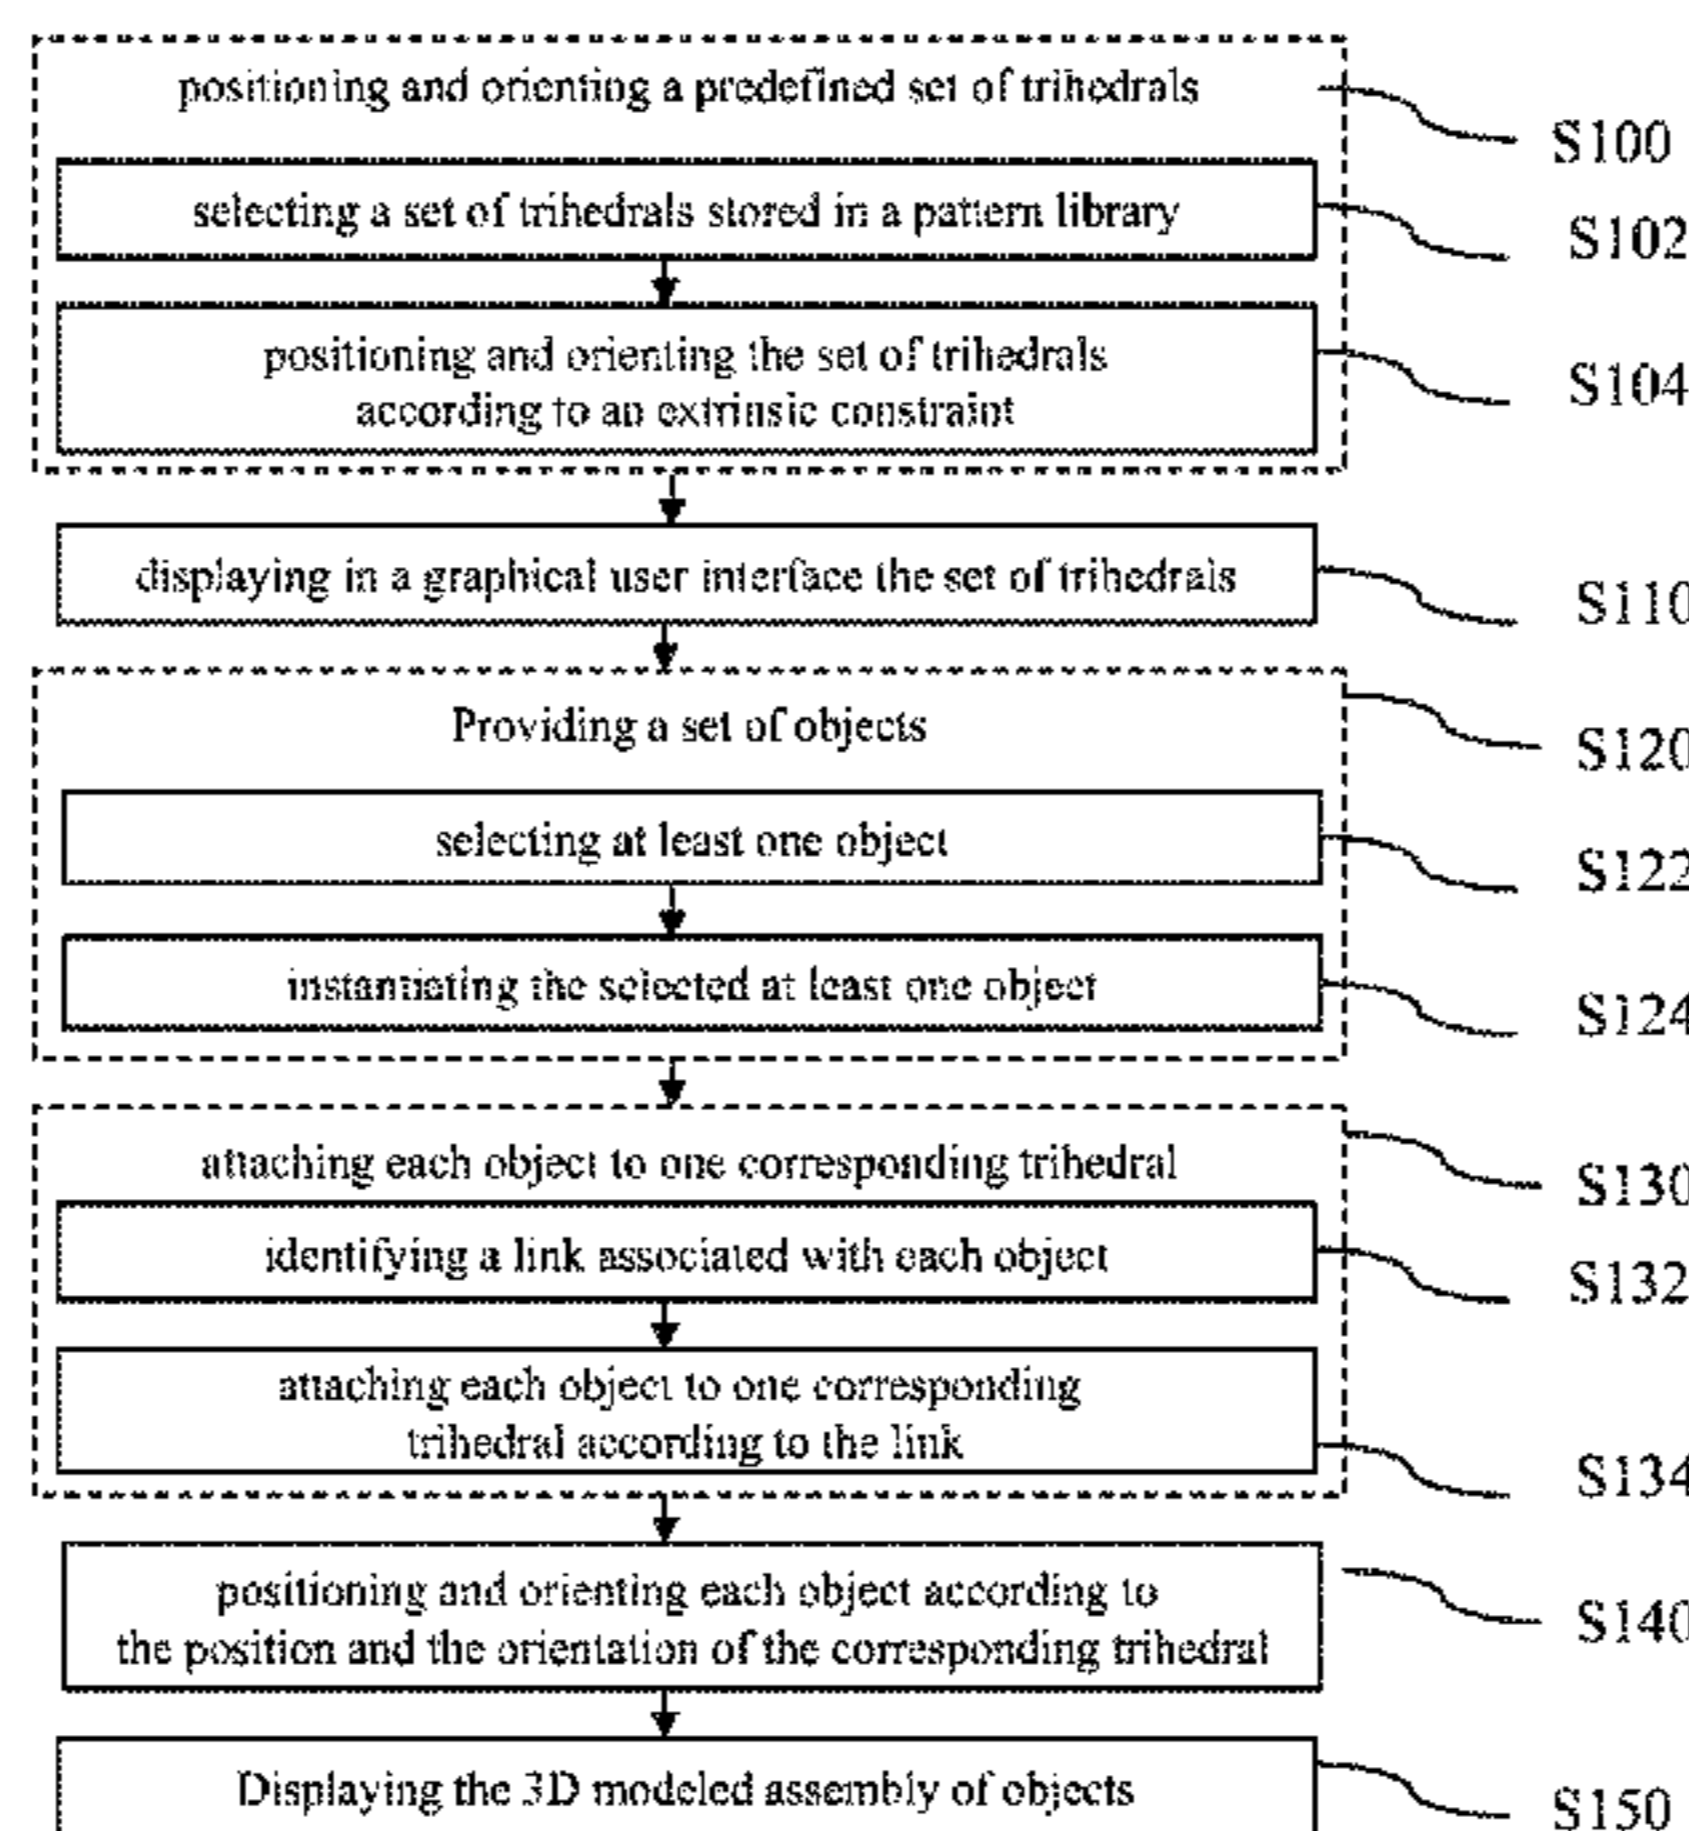 positioning and orienting a predefined set of trihedrals
S100
selecting a set of trihedrals stored in a pattern library
S102
positioning and orienting the set of trihedrals
according to an extrinsic constraint
S104
displaying in a graphical user interface the set of trihedrals
S110
Providing a set of objects
S120
selecting at least one object
S122
instantiating the selected at least one object
S124
attaching each object to one corresponding trihedral
S130
identifying a link associated with each object
S132
attaching each object to one corresponding
trihedral according to the link
S134
positioning and orienting each object according to
the position and the orientation of the corresponding trihedral
S140
Displaying the 3D modeled assembly of objects
S150